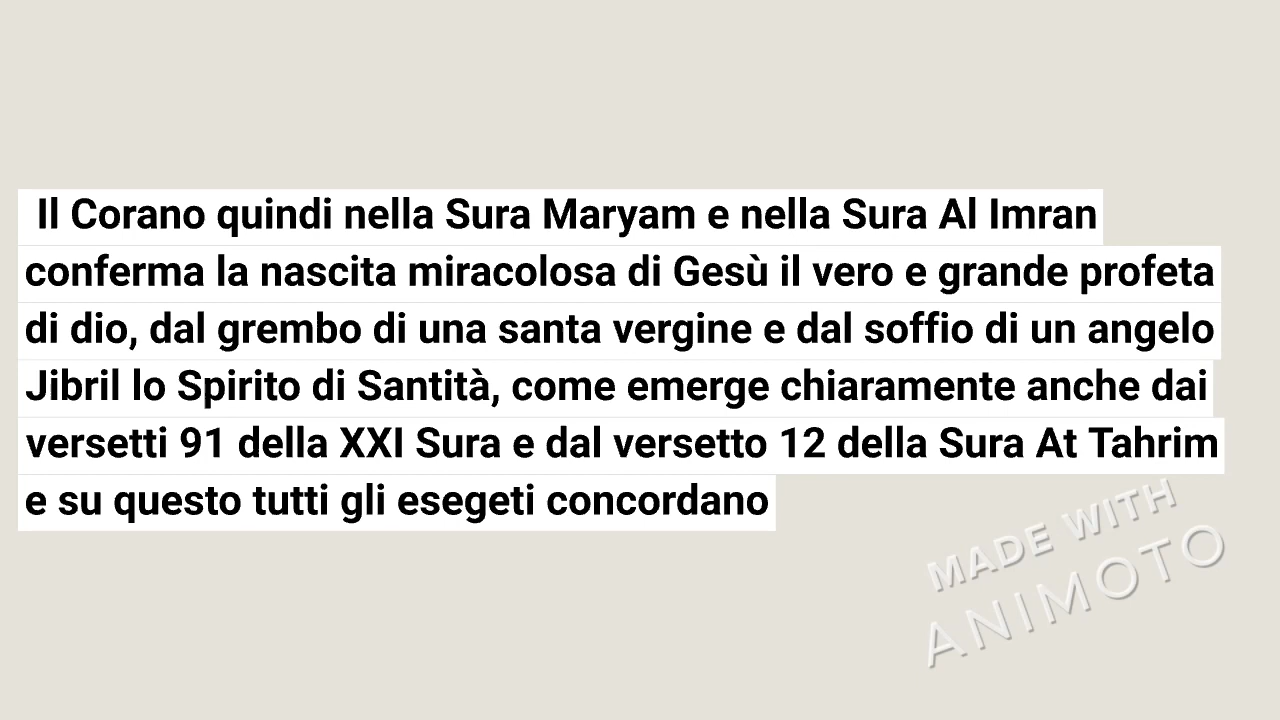 Il Corano quindi nella Sura Maryam e nella Sura Al Imran
conferma la nascita miracolosa di Gesù il vero e grande profeta
di dio, dal grembo di una santa vergine e dal soffio di un angelo
Jibril lo Spirito di Santità, come emerge chiaramente anche dai
versetti 91 della XXI Sura e dal versetto 12 della Sura At Tahrim
e su questo tutti gli esegeti concordano
MADE WITH
ANIMOTO